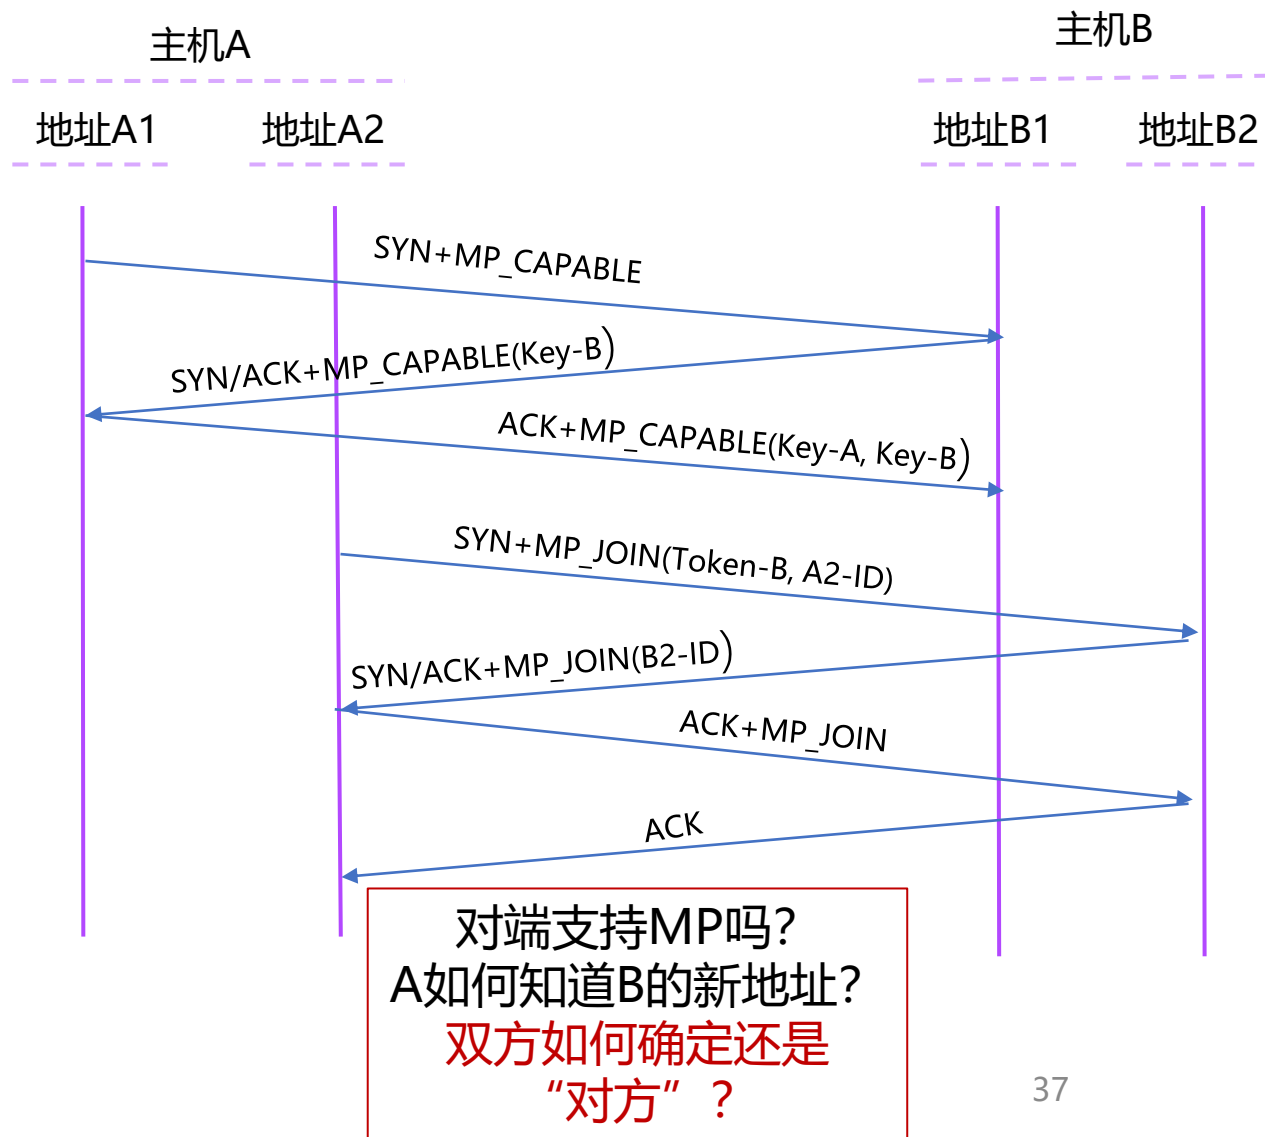 主机A
主机B
地址A1
地址A2
地址B1
地址B2
SYN+MP_CAPABLE
SYN/ACK+MP_CAPABLE(Key-B)
ACK+MP_CAPABLE(Key-A, Key-B)
SYN+MP_JOIN(Token-B, A2-ID)
SYN/ACK+MP_JOIN(B2-ID)
ACK+MP_JOIN
ACK
对端支持MP吗？
A如何知道B的新地址？
双方如何确定还是
“对方”？
37